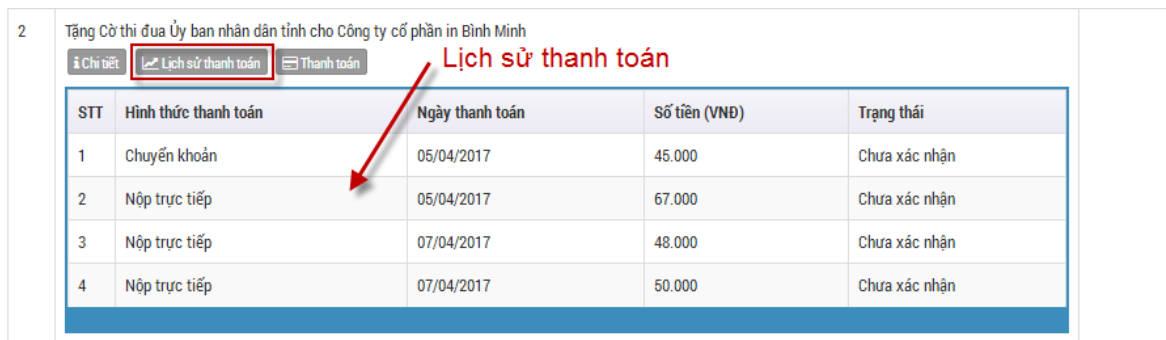 2 Tặng Cờ thi đua Ủy ban nhân dân tỉnh cho Công ty cổ phần in Bình Minh
Chi tiết Lịch sử thanh toán Thanh toán Lịch sử thanh toán
STT Hình thức thanh toán Ngày thanh toán Số tiền (VNĐ) Trạng thái
1 Chuyển khoản 05/04/2017 45.000 Chưa xác nhận
2 Nộp trực tiếp 05/04/2017 67.000 Chưa xác nhận
3 Nộp trực tiếp 07/04/2017 48.000 Chưa xác nhận
4 Nộp trực tiếp 07/04/2017 50.000 Chưa xác nhận